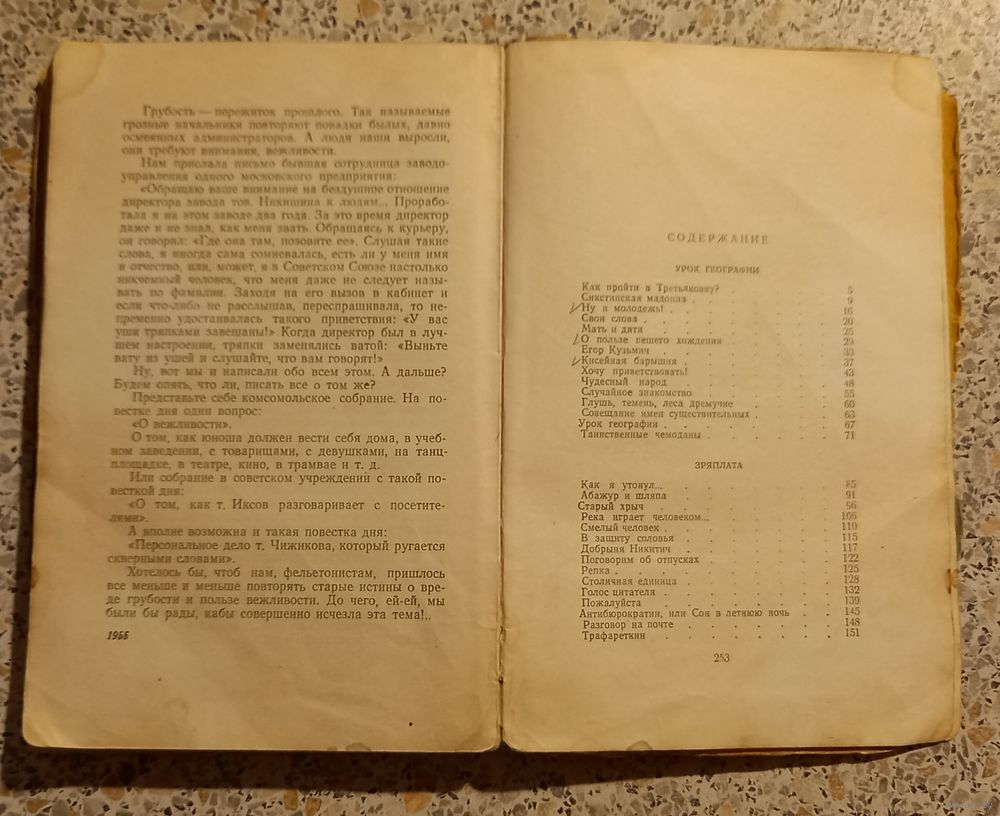 Грубость — пережиток прошлого. Так называемые
грозные начальники повторяют повадки былых, давно
осмеянных администраторов. А люди наши выросли,
они требуют внимания, вежливости.
Нам прислала письмо бывшая сотрудница заводо-
управления одного московского предприятия:
«Обращаю ваше внимание на бездушное отношение
директора завода тов. Никишина к людям... Прорабо-
тала я на этом заводе два года. За это время директор
даже и не знал, как меня звать. Обращаясь к курьеру,
он говорил: «Где она там, позовите ее». Слушая такие
слова, я иногда сама сомневалась, есть ли у меня имя
и отчество, или, может, я в Советском Союзе настолько
никчемный человек, что меня даже не следует назы-
вать по фамилии. Заходя на его вызов в кабинет и
если что-либо не расслышав, переспрашивала, то не-
пременно удостаивалась такого приветствия: «У вас
уши тряпками завешаны!» Когда директор был в луч-
шем настроении, тряпки заменялись ватой: «Выньте
вату из ушей и слушайте, что вам говорят!»
Ну, вот мы и написали обо всем этом. А дальше?
Будем опять, что ли, писать все о том же?
Представьте себе комсомольское собрание. На по-
вестке дня один вопрос:
«О вежливости».
О том, как юноша должен вести себя дома, в учеб-
ном заведении, с товарищами, с девушками, на танц-
площадке, в театре, кино, в трамвае и т. д.
Или собрание в советском учреждений с такой по-
весткой дня:
«О том, как т. Иксов разговаривает с посетите-
лями».
А вполне возможна и такая повестка дня:
«Персональное дело т. Чижикова, который ругается
скверными словами».
Хотелось бы, чтоб нам, фельетонистам, пришлось
все меньше и меньше повторять старые истины о вре-
де грубости и пользе вежливости. До чего, ей-ей, мы
были бы рады, кабы совершенно исчезла эта тема!..
1955
СОДЕРЖАНИЕ
УРОК ГЕОГРАФИИ
Как пройти в Третьяковку? 5
Сикстинская мадонна 9
Ну и молодежь! 16
Свои слова 20
Мать и дитя 25
О пользе пешего хождения 29
Егор Кузьмич 33
Кисейная барышня 37
Хочу приветствовать! 43
Чудесный народ 48
Случайное знакомство 55
Глушь, темень, леса дремучие 60
Совещание имен существительных 63
Урок географии 67
Таинственные чемоданы 71
ЗРЯПЛАТА
Как я утонул... 85
Абажур и шляпа 91
Старый хрыч 96
Река играет человеком... 106
Смелый человек 110
В защиту соловья 115
Добрыня Никитич 117
Поговорим об отпусках 122
Репка 125
Столичная единица 128
Голос цитателя 132
Пожалуйста 139
Антибюрократин, или Сон в летнюю ночь 145
Разговор на почте 148
Трафареткин 151
253